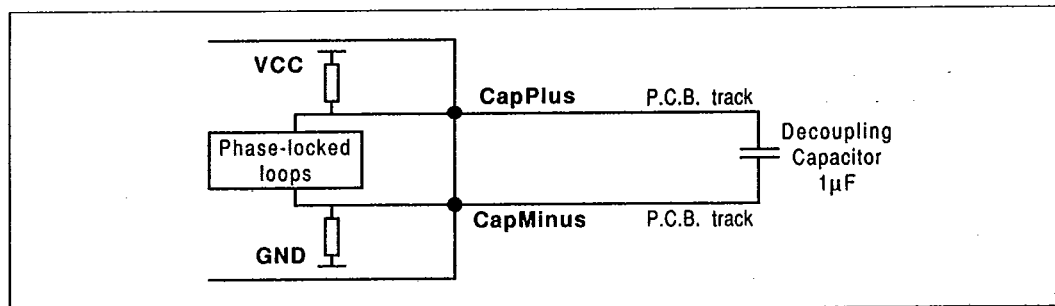 VCC
CapPlus
P.C.B. track
Phase-locked
loops
Decoupling
Capacitor
1µF
CapMinus
P.C.B. track
GND